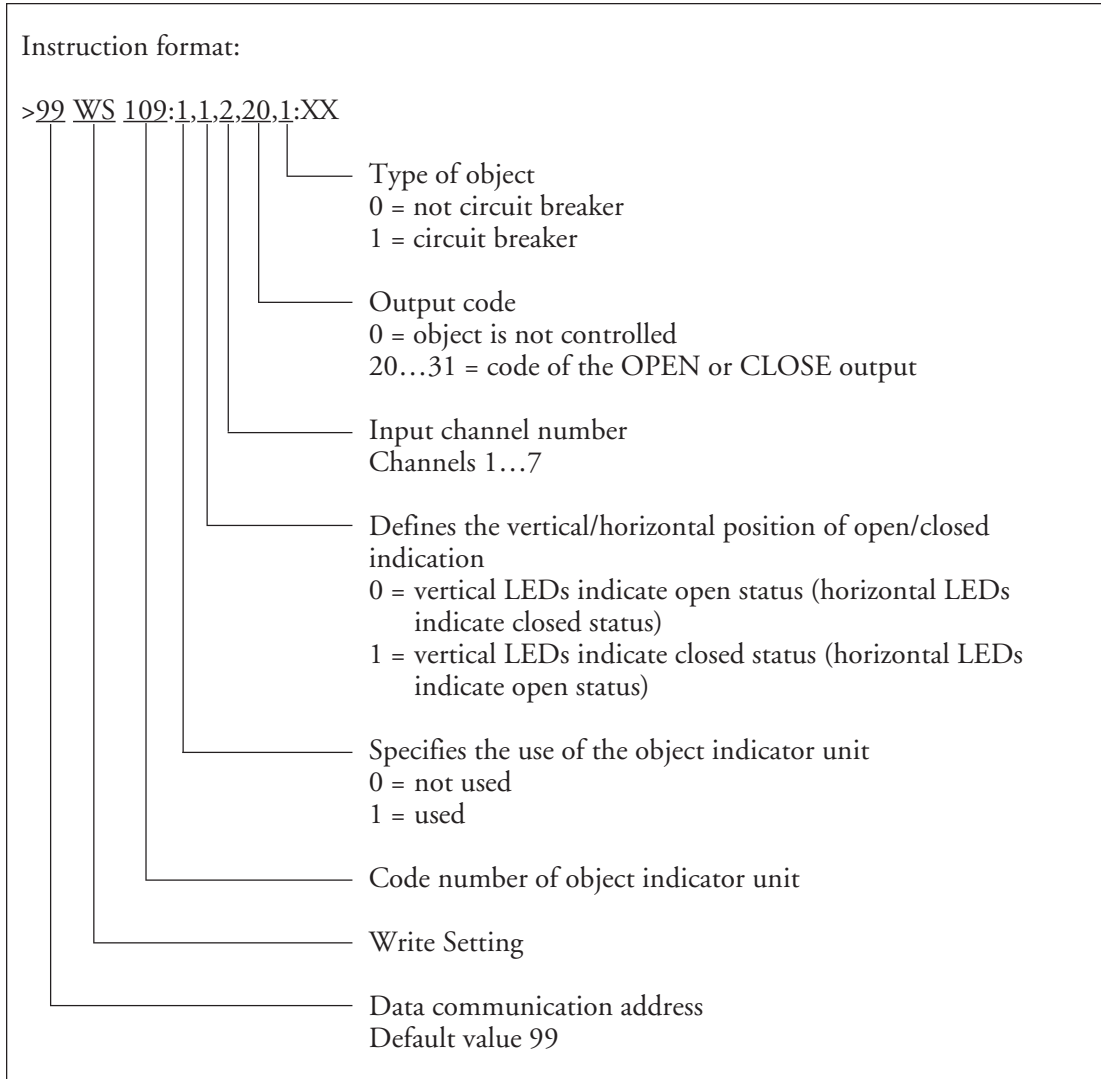 Instruction format:
>99 WS 109:1,1,2,20,1:XX
Type of object
0 = not circuit breaker
1 = circuit breaker
Output code
0 = object is not controlled
20…31 = code of the OPEN or CLOSE output
Input channel number
Channels 1…7
Defines the vertical/horizontal position of open/closed
indication
0 = vertical LEDs indicate open status (horizontal LEDs
indicate closed status)
1 = vertical LEDs indicate closed status (horizontal LEDs
indicate open status)
Specifies the use of the object indicator unit
0 = not used
1 = used
Code number of object indicator unit
Write Setting
Data communication address
Default value 99